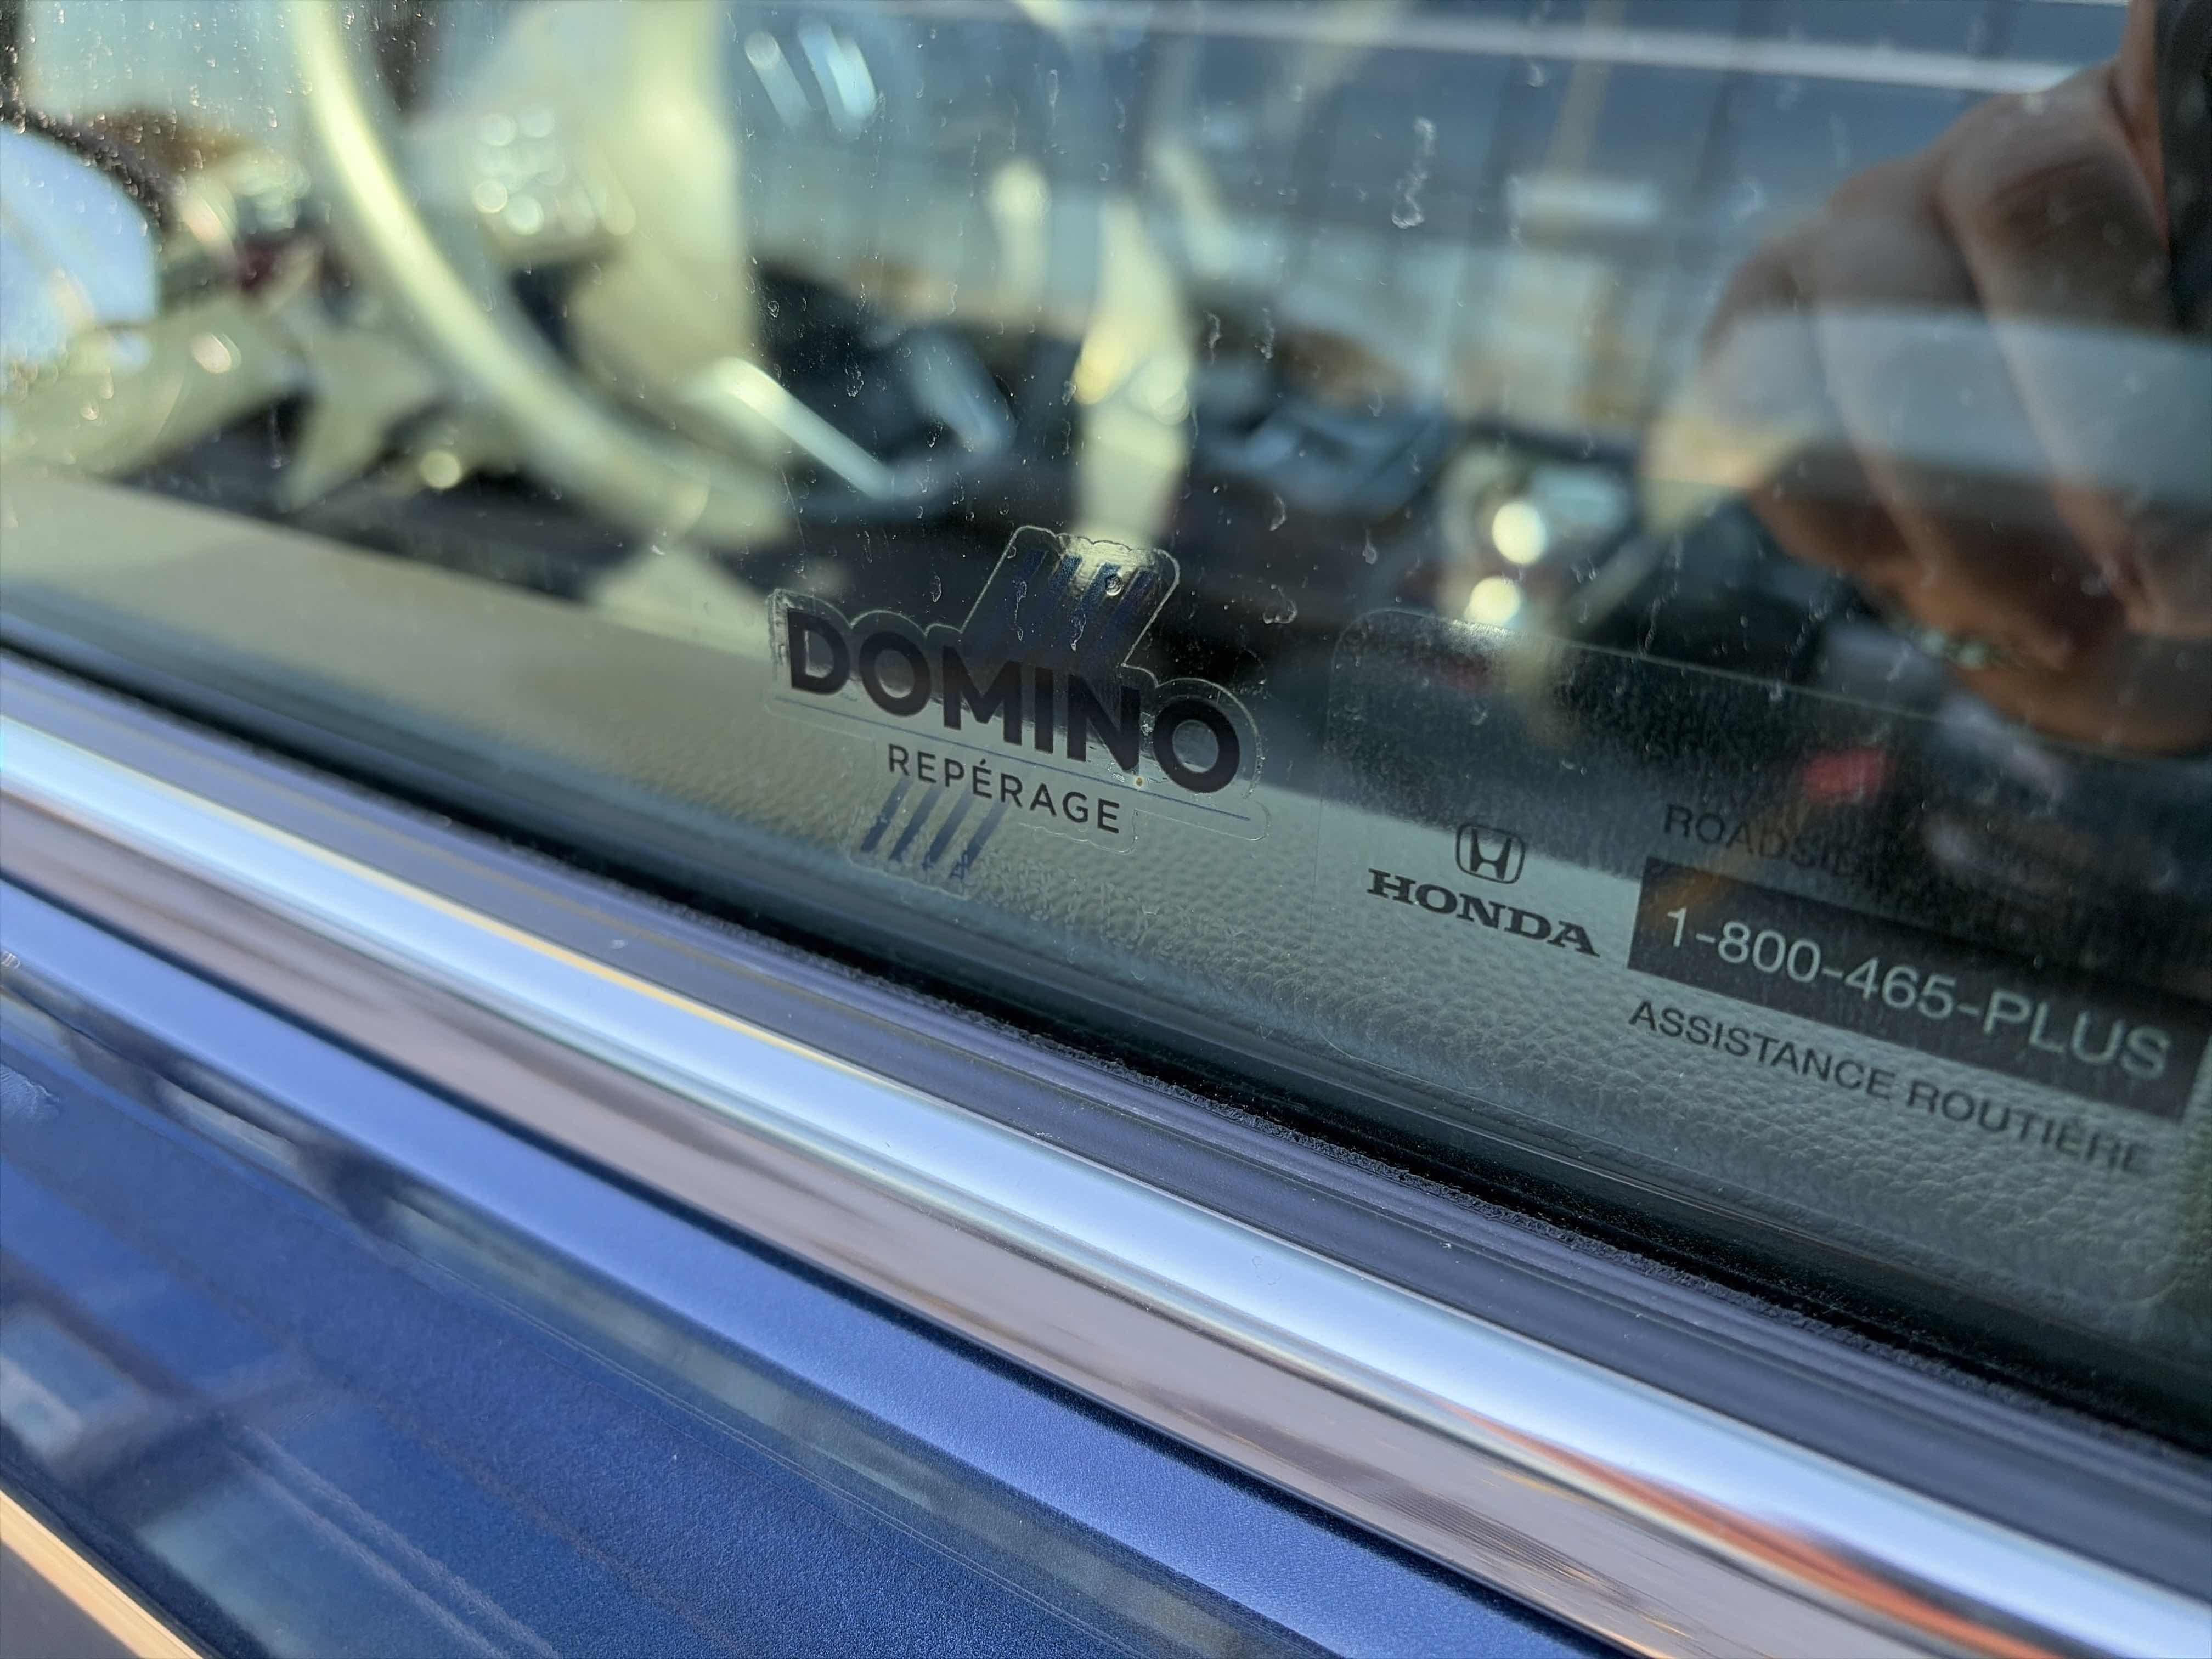 DOMINO
REPÉRAGE
HONDA
1-800-465-PLUS
ASSISTANCE ROUTIÈRE